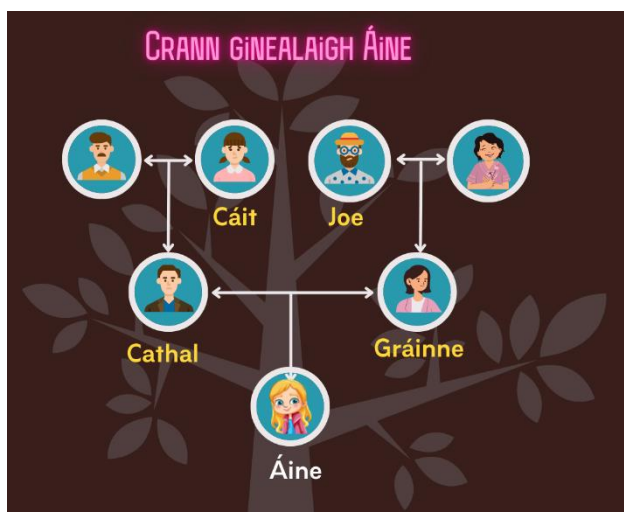 CRANN GINEALAIGH ÁINE
Cáit
Joe
Cathal
Gráinne
Áine